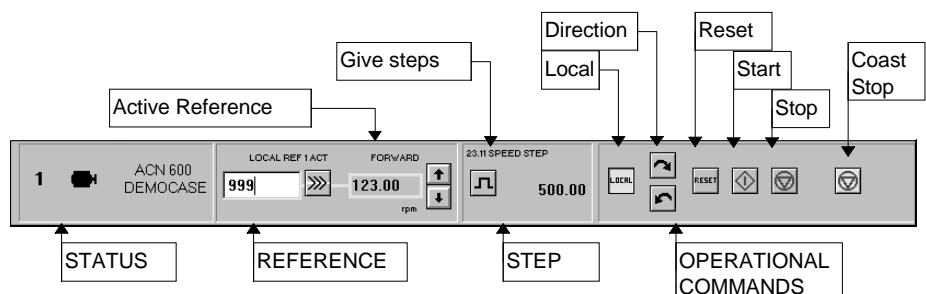 Direction
Reset
Give steps
Local
Start
Coast
Stop
Active Reference
Stop
1
ACN 600
DEMOCASE
LOCAL REF 1 ACT
FORWARD
999
123.00
rpm
23.11 SPEED STEP
500.00
LOCAL
RESET
STATUS
REFERENCE
STEP
OPERATIONAL
COMMANDS